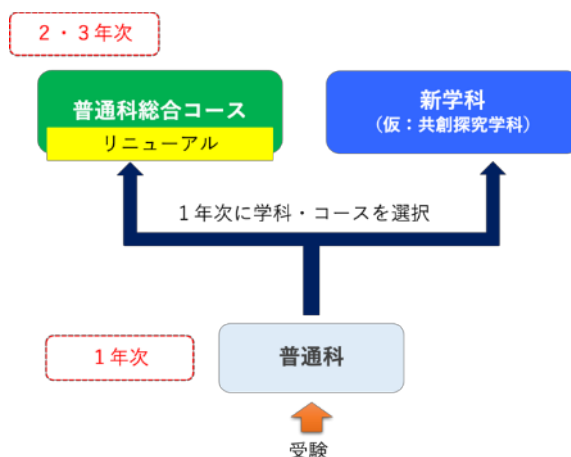 2・3年次
普通科総合コース
リニューアル
新学科
（仮：共創探究学科）
1年次に学科・コースを選択
1年次
普通科
受験